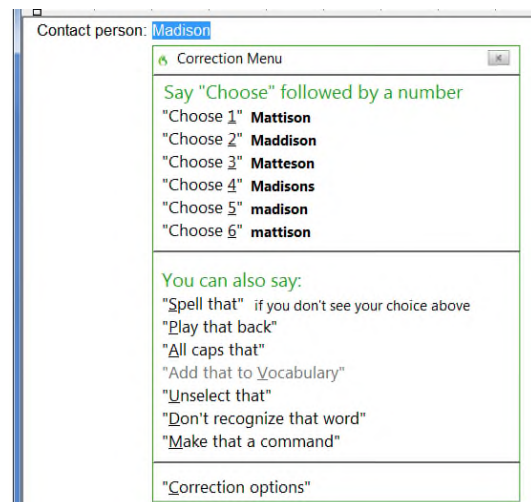 Contact person: Madison
Correction Menu
Say "Choose" followed by a number
"Choose 1" Mattison
"Choose 2" Maddison
"Choose 3" Matteson
"Choose 4" Madisons
"Choose 5" madison
"Choose 6" mattison
You can also say:
"Spell that" if you don't see your choice above
"Play that back"
"All caps that"
"Add that to Vocabulary"
"Unselect that"
"Don't recognize that word"
"Make that a command"
"Correction options"